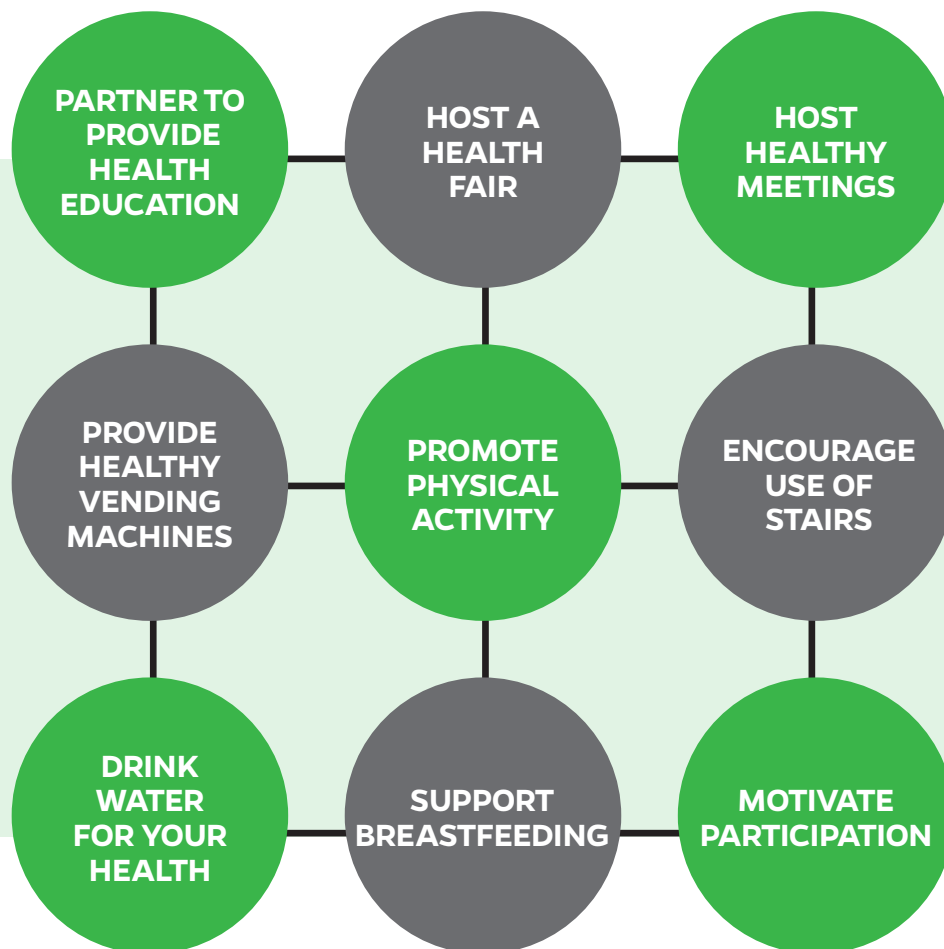 PARTNER TO
PROVIDE
HEALTH
EDUCATION
HOST A
HEALTH
FAIR
HOST
HEALTHY
MEETINGS
PROVIDE
HEALTHY
VENDING
MACHINES
PROMOTE
PHYSICAL
ACTIVITY
ENCOURAGE
USE OF
STAIRS
DRINK
WATER
FOR YOUR
HEALTH
SUPPORT
BREASTFEEDING
MOTIVATE
PARTICIPATION